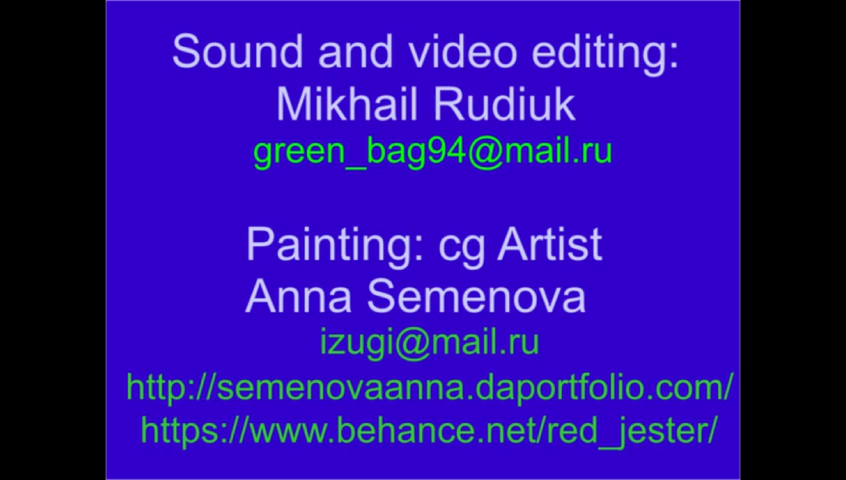 Sound and video editing:
Mikhail Rudiuk
green_bag94@mail.ru
Painting: cg Artist
Anna Semenova
izugi@mail.ru
http://semenovaanna.daportfolio.com/
https://www.behance.net/red_jester/